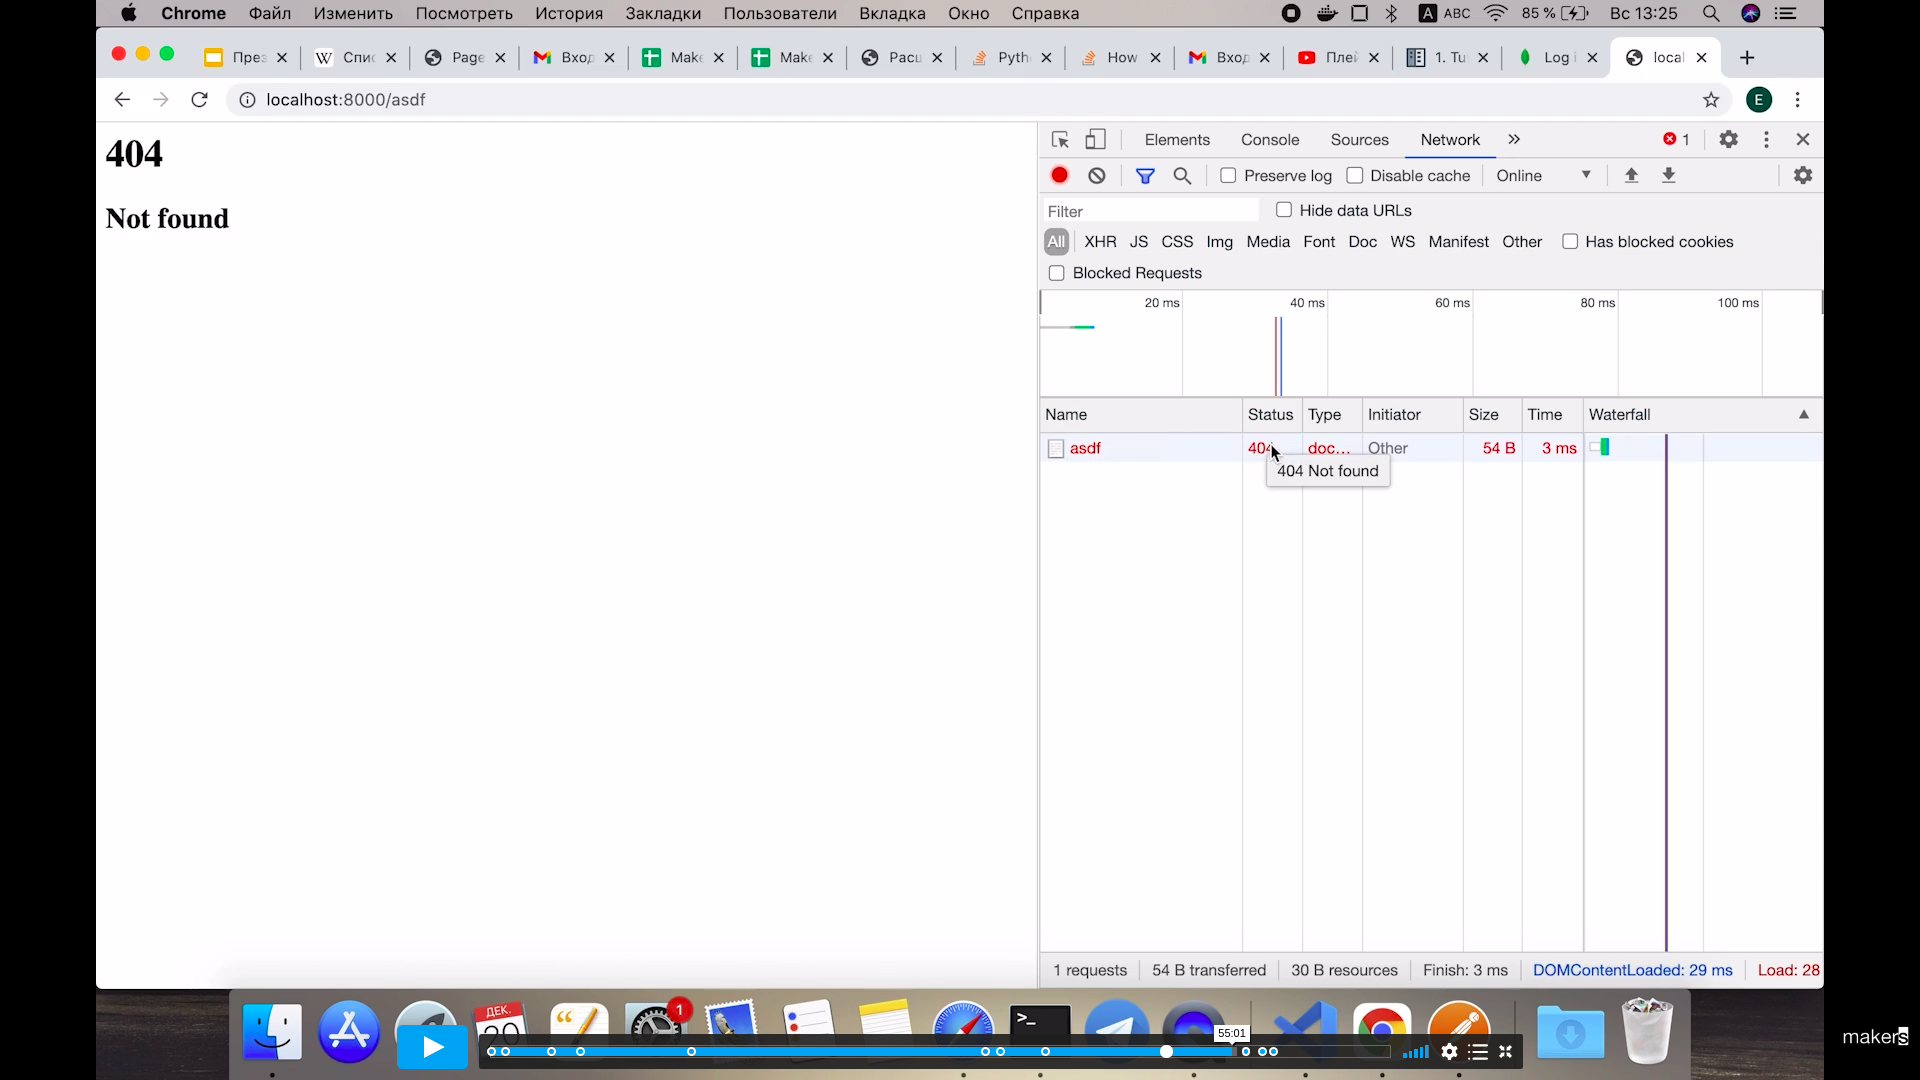 Chrome Файл Изменить Посмотреть История Закладки Пользователи Вкладка Окно Справка A ABC 85 % Вс 13:25
През Спис Page Вход Make Make Расш Pyth How Вход Плей 1. Tu Log i local
localhost:8000/asdf E
404
Not found
Elements Console Sources Network 1
Preserve log Disable cache Online
Filter Hide data URLs
All XHR JS CSS Img Media Font Doc WS Manifest Other Has blocked cookies
Blocked Requests
20 ms 40 ms 60 ms 80 ms 100 ms
Name Status Type Initiator Size Time Waterfall
asdf 404 doc… Other 54 B 3 ms
404 Not found
1 requests 54 B transferred 30 B resources Finish: 3 ms DOMContentLoaded: 29 ms Load: 28
ДЕК. 1
55:01
makers